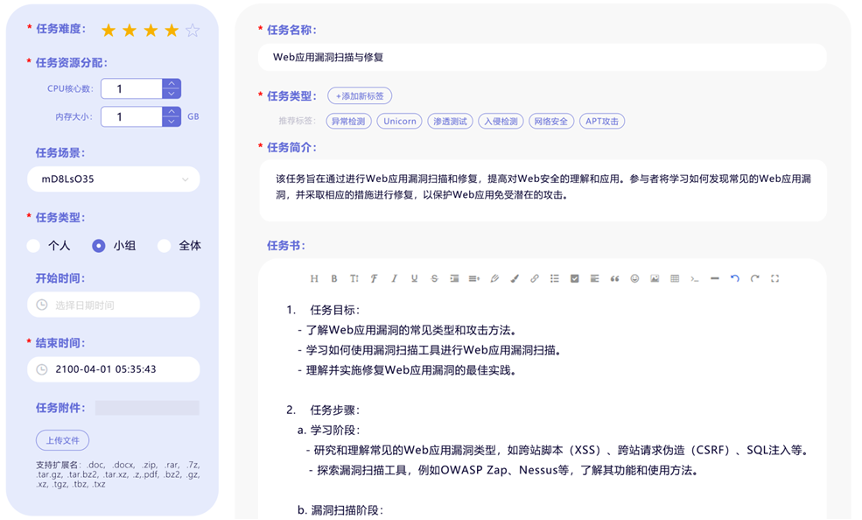 * 任务难度：
* 任务资源分配：
CPU核心数： 1
内存大小： 1 GB
任务场景：
mD8LsO35
* 任务类型：
个人 小组 全体
开始时间：
选择日期时间
* 结束时间：
2100-04-01 05:35:43
任务附件：
上传文件
支持扩展名：.doc, .docx, .zip, .rar, .7z,
.tar.gz, .tar.bz2, .tar.xz, .z, pdf, .bz2, .gz,
.xz, .tgz, .tbz, .txz
* 任务名称：
Web应用漏洞扫描与修复
* 任务类型： +添加新标签
推荐标签： 异常检测 Unicorn 渗透测试 入侵检测 网络安全 APT攻击
* 任务简介：
该任务旨在通过进行Web应用漏洞扫描和修复，提高对Web安全的理解和应用。参与者将学习如何发现常见的Web应用漏
洞，并采取相应的措施进行修复，以保护Web应用免受潜在的攻击。
任务书：
1. 任务目标：
- 了解Web应用漏洞的常见类型和攻击方法。
- 学习如何使用漏洞扫描工具进行Web应用漏洞扫描。
- 理解并实施修复Web应用漏洞的最佳实践。
2. 任务步骤：
a. 学习阶段：
- 研究和理解常见的Web应用漏洞类型，如跨站脚本（XSS）、跨站请求伪造（CSRF）、SQL注入等。
- 探索漏洞扫描工具，例如OWASP Zap、Nessus等，了解其功能和使用方法。
b. 漏洞扫描阶段：